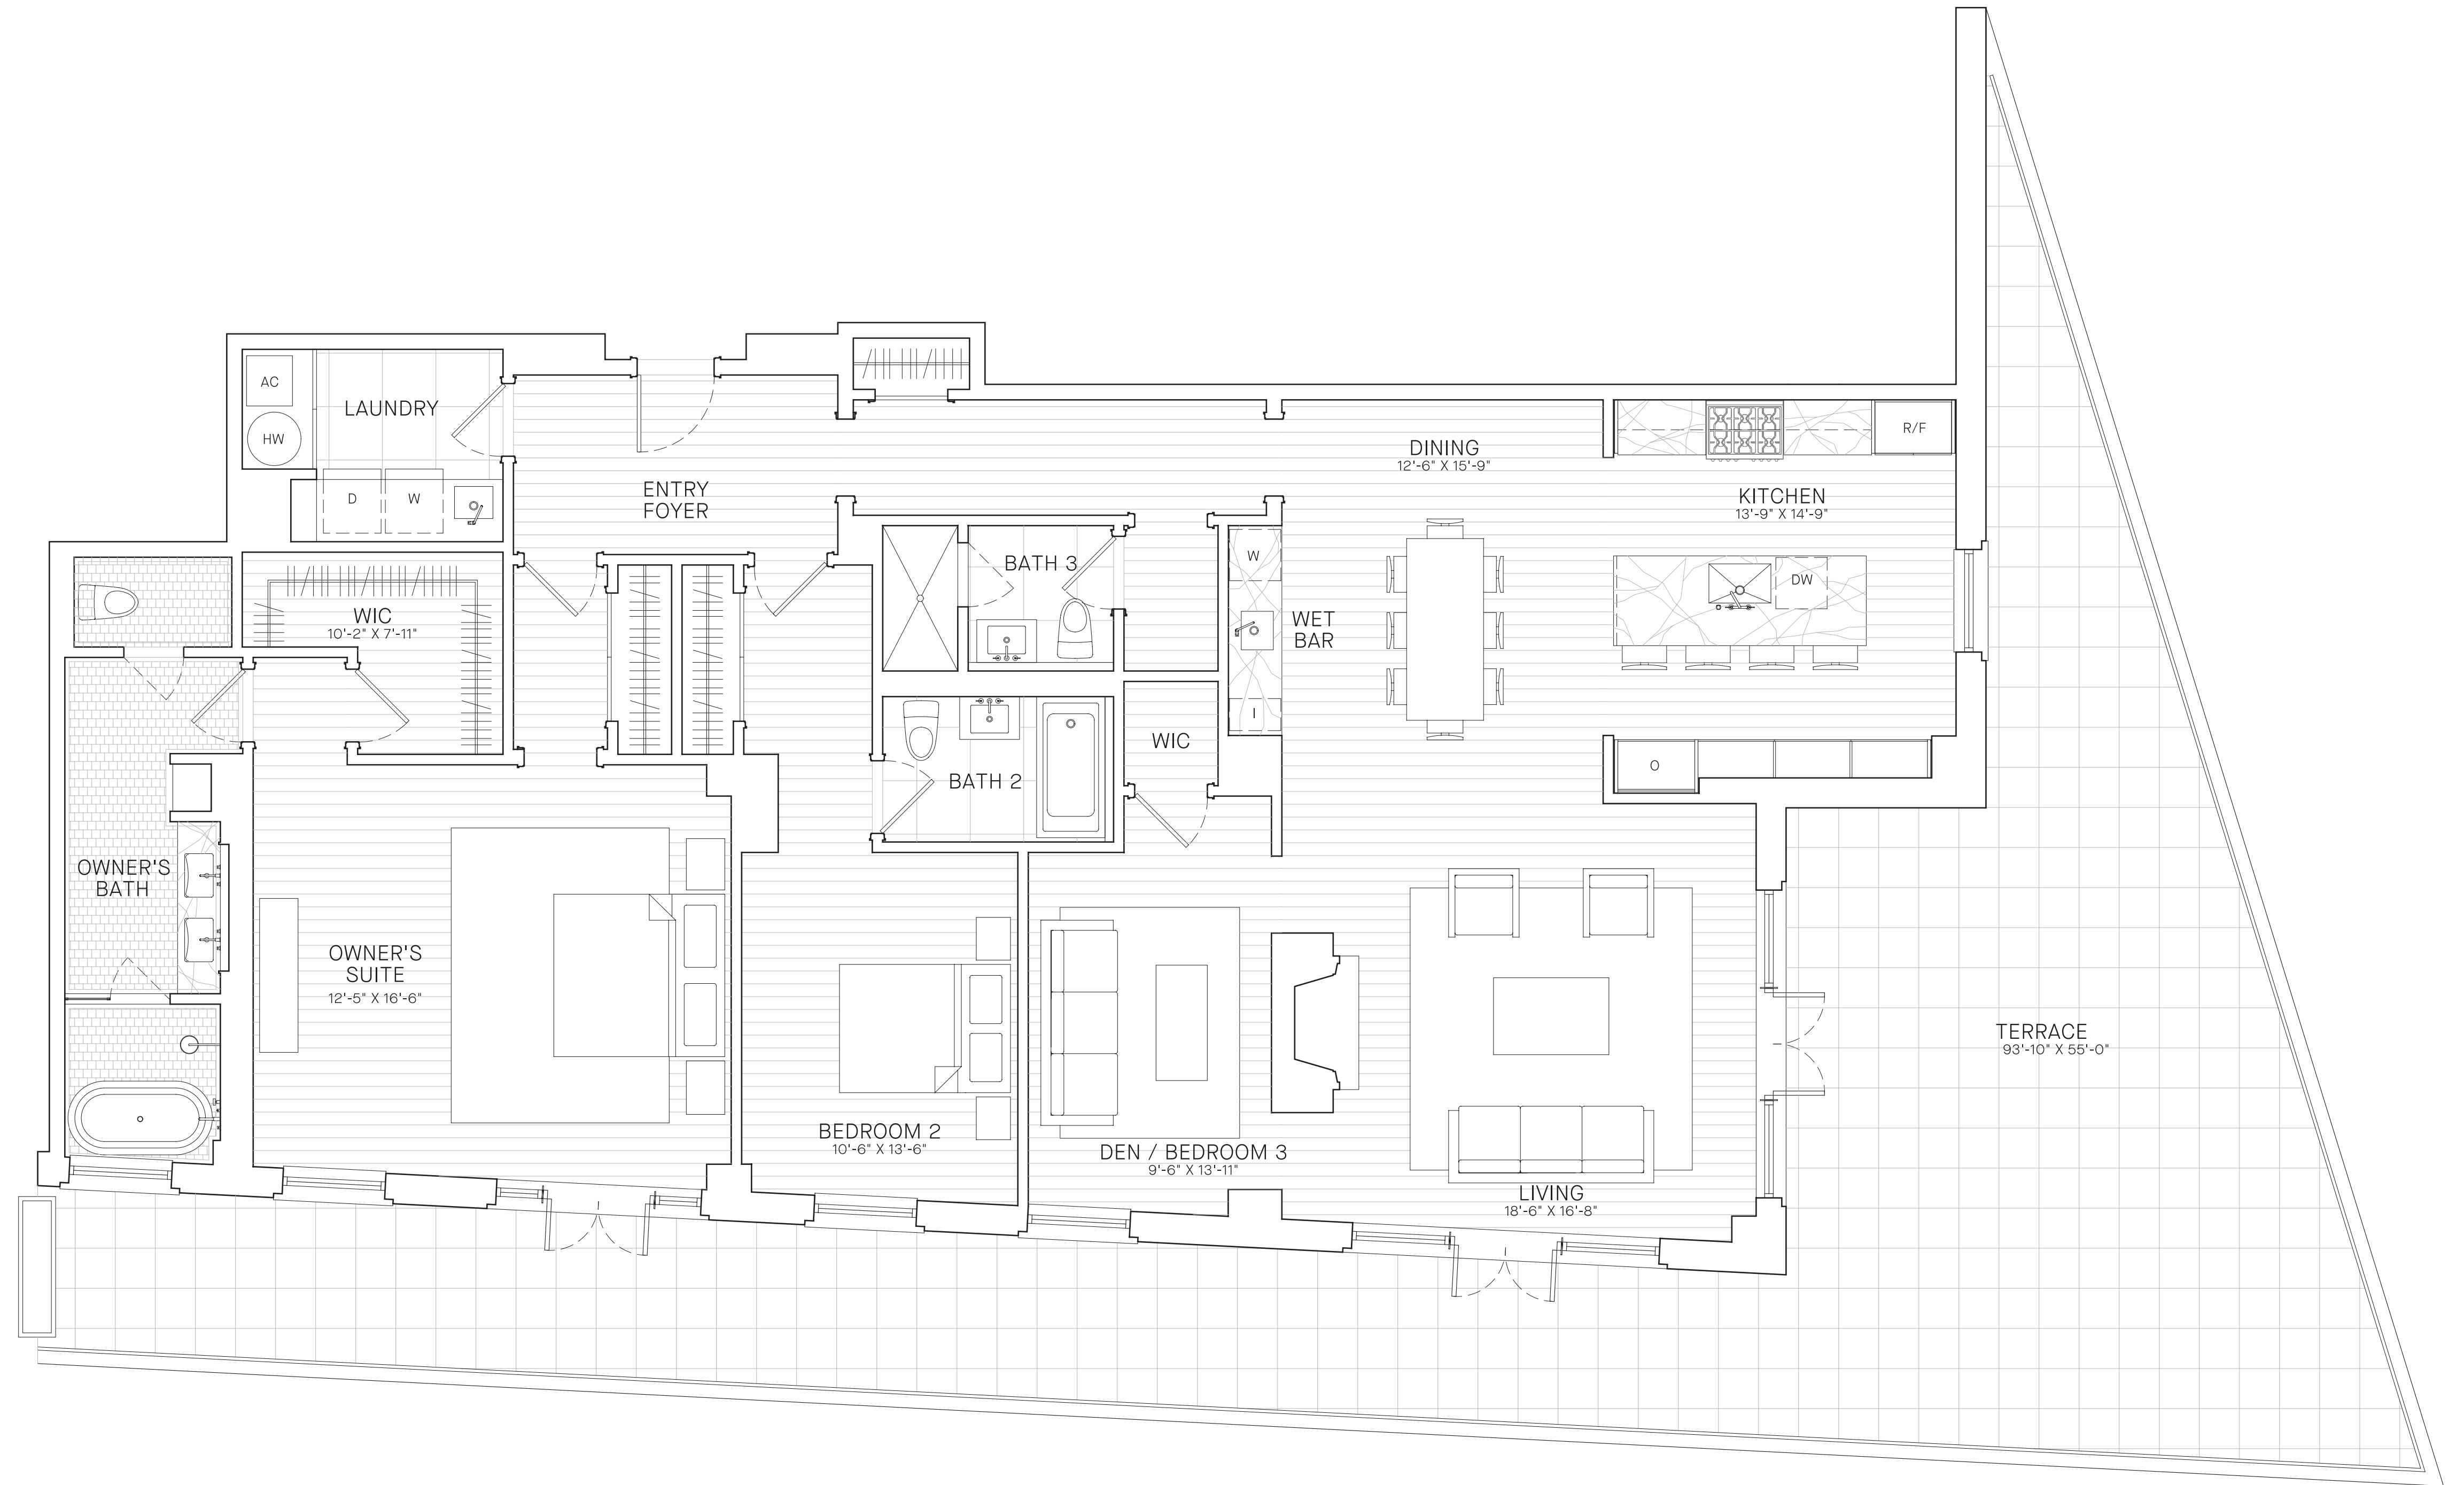 AC
LAUNDRY
HW
D
W
ENTRY
FOYER
DINING
12'-6" X 15'-9"
R/F
KITCHEN
13'-9" X 14'-9"
WIC
10'-2" X 7'-11"
BATH 3
W
WET
BAR
I
DW
WIC
BATH 2
O
OWNER'S
BATH
OWNER'S
SUITE
12'-5" X 16'-6"
BEDROOM 2
10'-6" X 13'-6"
DEN / BEDROOM 3
9'-6" X 13'-11"
LIVING
18'-6" X 16'-8"
TERRACE
93'-10" X 55'-0"